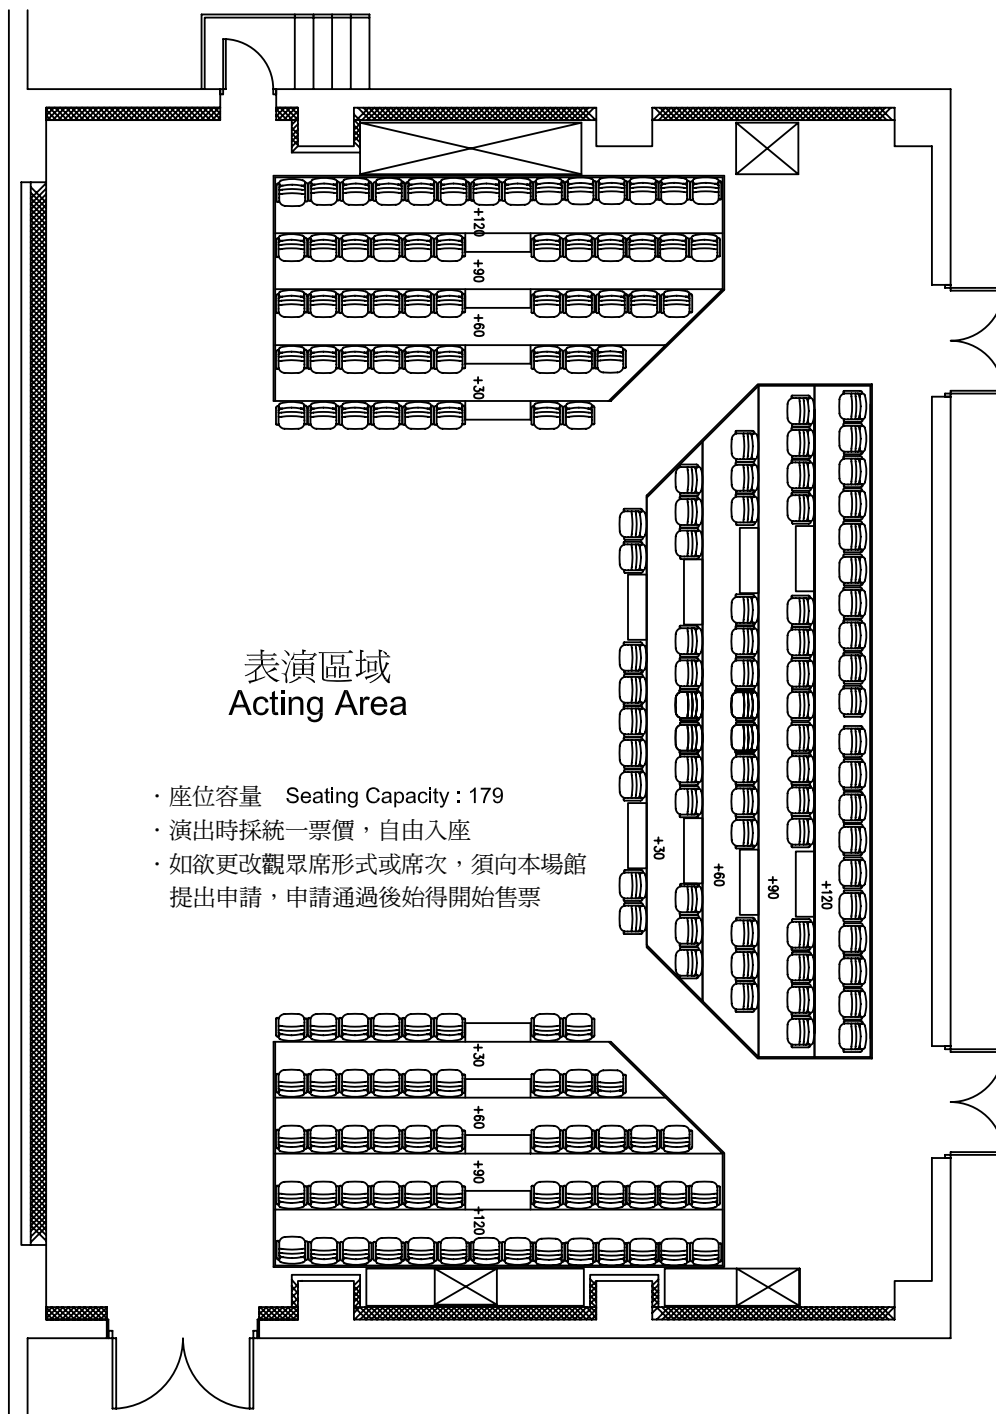 +120
+90
+60
+30
表演區域
Acting Area
· 座位容量 Seating Capacity : 179
· 演出時採統一票價，自由入座
· 如欲更改觀眾席形式或席次，須向本場館
提出申請，申請通過後始得開始售票
+30
+60
+90
+120
+30
+60
+90
+120